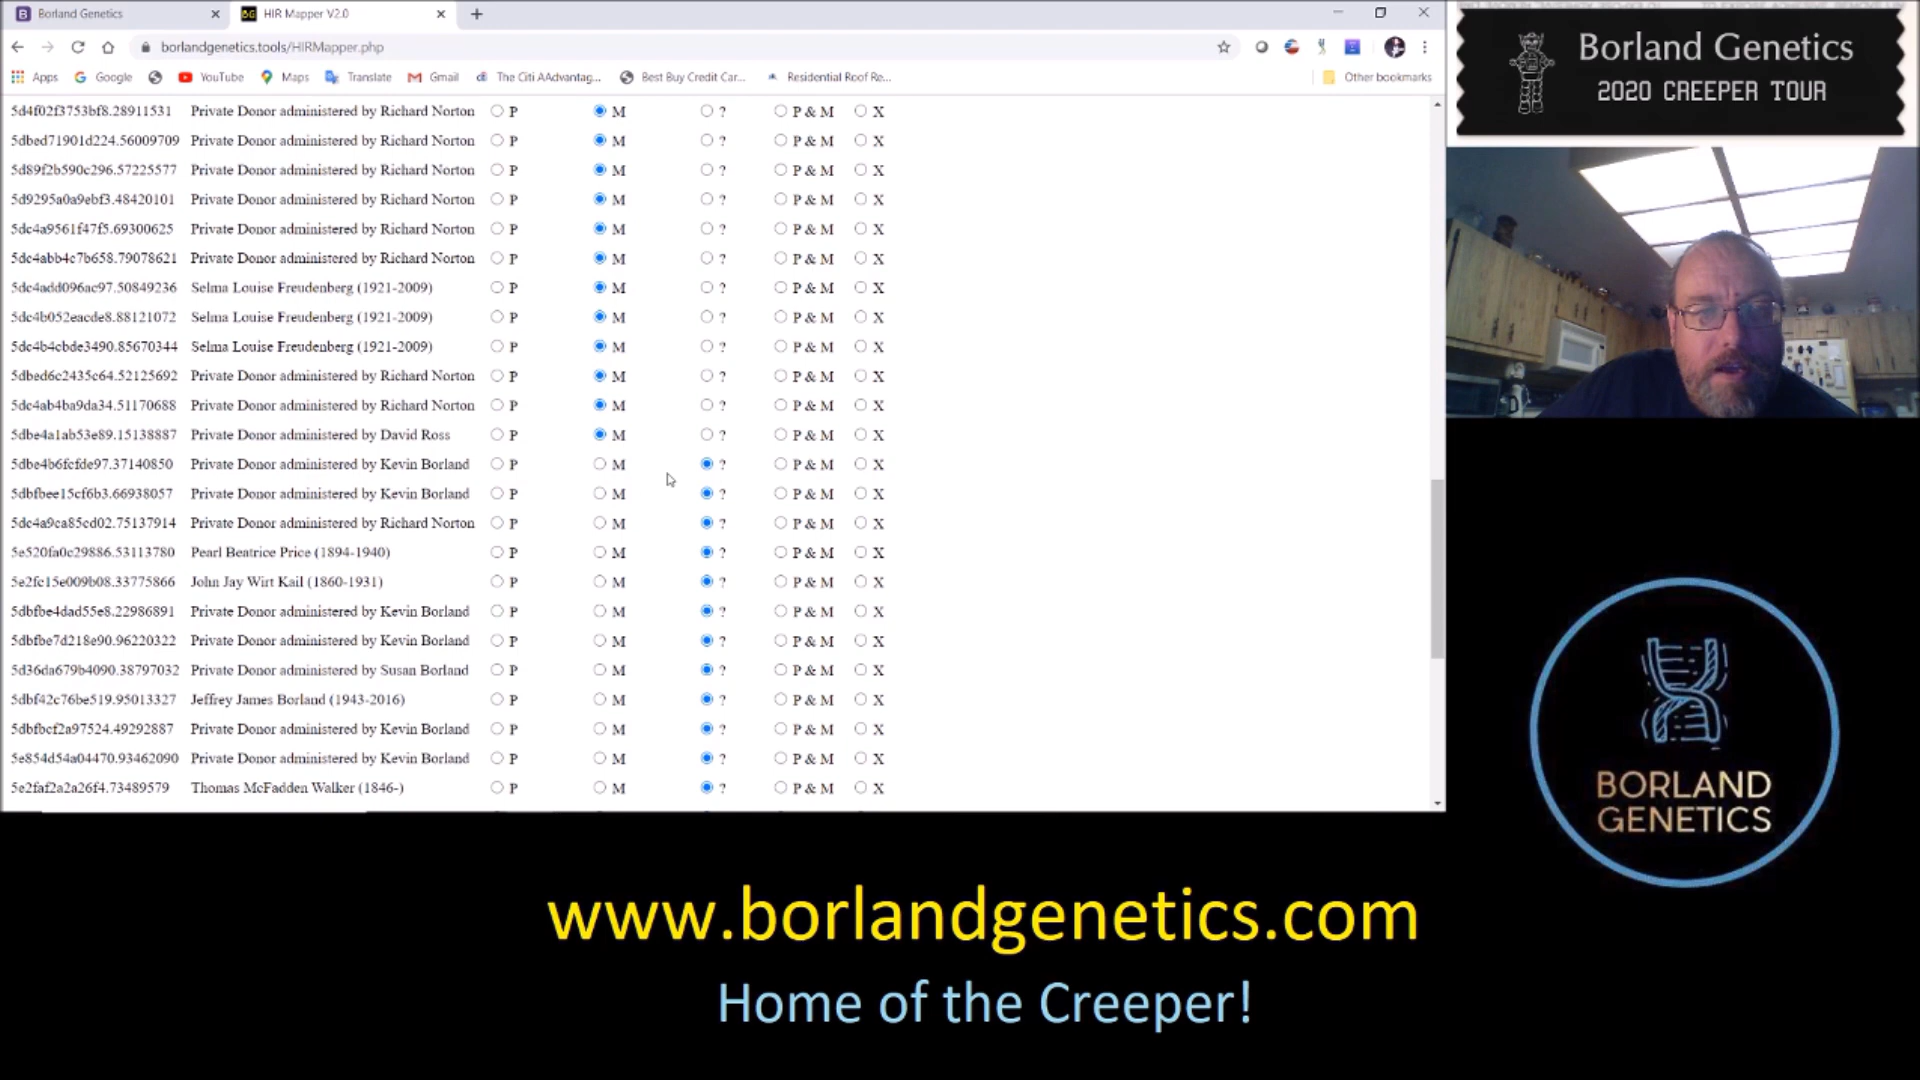 Borland Genetics
HIR Mapper V2.0
borlandgenetics.tools/HIRMapper.php
Apps Google YouTube Maps Translate Gmail The Citi AAdvantag... Best Buy Credit Car... Residential Roof Re... Other bookmarks
5d4f02f3753bf8.28911531 Private Donor administered by Richard Norton P M ? P & M X
5dbed71901d224.56009709 Private Donor administered by Richard Norton P M ? P & M X
5d89f2b590c296.57225577 Private Donor administered by Richard Norton P M ? P & M X
5d9295a0a9ebf3.48420101 Private Donor administered by Richard Norton P M ? P & M X
5dc4a9561f47f5.69300625 Private Donor administered by Richard Norton P M ? P & M X
5dc4abb4c7b658.79078621 Private Donor administered by Richard Norton P M ? P & M X
5dc4add096ac97.50849236 Selma Louise Freudenberg (1921-2009) P M ? P & M X
5dc4b052eacde8.88121072 Selma Louise Freudenberg (1921-2009) P M ? P & M X
5dc4b4cbde3490.85670344 Selma Louise Freudenberg (1921-2009) P M ? P & M X
5dbed6c2435c64.52125692 Private Donor administered by Richard Norton P M ? P & M X
5dc4ab4ba9da34.51170688 Private Donor administered by Richard Norton P M ? P & M X
5dbe4a1ab53e89.15138887 Private Donor administered by David Ross P M ? P & M X
5dbe4b6fcfde97.37140850 Private Donor administered by Kevin Borland P M ? P & M X
5dbfbee15cf6b3.66938057 Private Donor administered by Kevin Borland P M ? P & M X
5dc4a9ca85cd02.75137914 Private Donor administered by Richard Norton P M ? P & M X
5e520fa0c29886.53113780 Pearl Beatrice Price (1894-1940) P M ? P & M X
5e2fc15e009b08.33775866 John Jay Wirt Kail (1860-1931) P M ? P & M X
5dbfbe4dad55e8.22986891 Private Donor administered by Kevin Borland P M ? P & M X
5dbfbe7d218e90.96220322 Private Donor administered by Kevin Borland P M ? P & M X
5d36da679b4090.38797032 Private Donor administered by Susan Borland P M ? P & M X
5dbf42c76be519.95013327 Jeffrey James Borland (1943-2016) P M ? P & M X
5dbfbcf2a97524.49292887 Private Donor administered by Kevin Borland P M ? P & M X
5e854d54a04470.93462090 Private Donor administered by Kevin Borland P M ? P & M X
5e2faf2a2a26f4.73489579 Thomas McFadden Walker (1846-) P M ? P & M X
Borland Genetics
2020 CREEPER TOUR
BORLAND
GENETICS
www.borlandgenetics.com
Home of the Creeper!